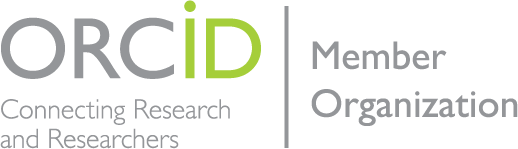 ORCiD
Connecting Research
and Researchers
Member
Organization